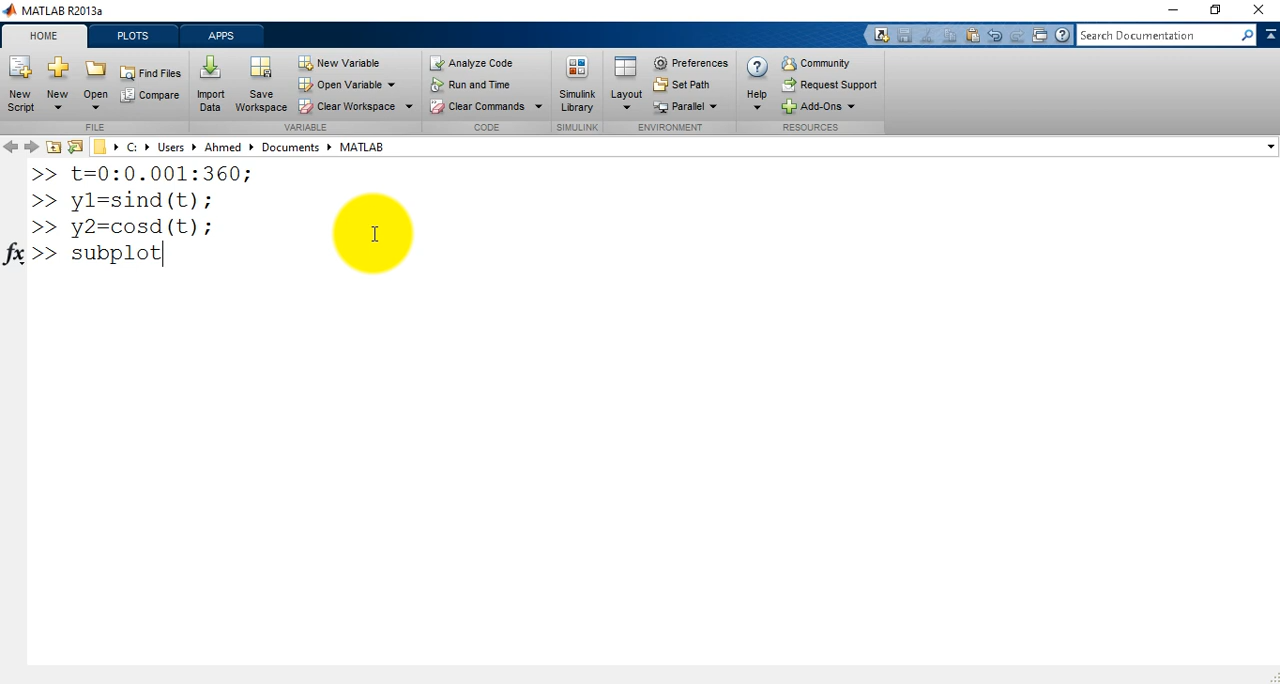 MATLAB R2013a
HOME PLOTS APPS
Search Documentation
New Script
New
Open
Find Files
Compare
Import Data
Save Workspace
New Variable
Open Variable
Clear Workspace
Analyze Code
Run and Time
Clear Commands
Simulink Library
Layout
Preferences
Set Path
Parallel
Help
Community
Request Support
Add-Ons
FILE VARIABLE CODE SIMULINK ENVIRONMENT RESOURCES
C: Users Ahmed Documents MATLAB
>> t=0:0.001:360;
>> y1=sind(t);
>> y2=cosd(t);
fx >> subplot